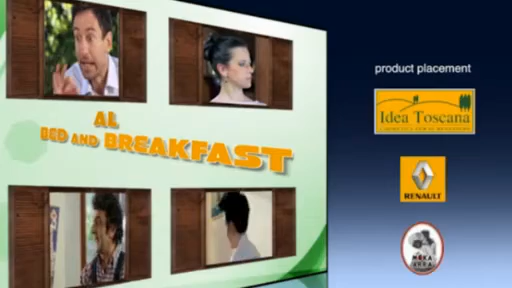 AL
BED AND BREAKFAST
product placement
Idea Toscana
RENAULT